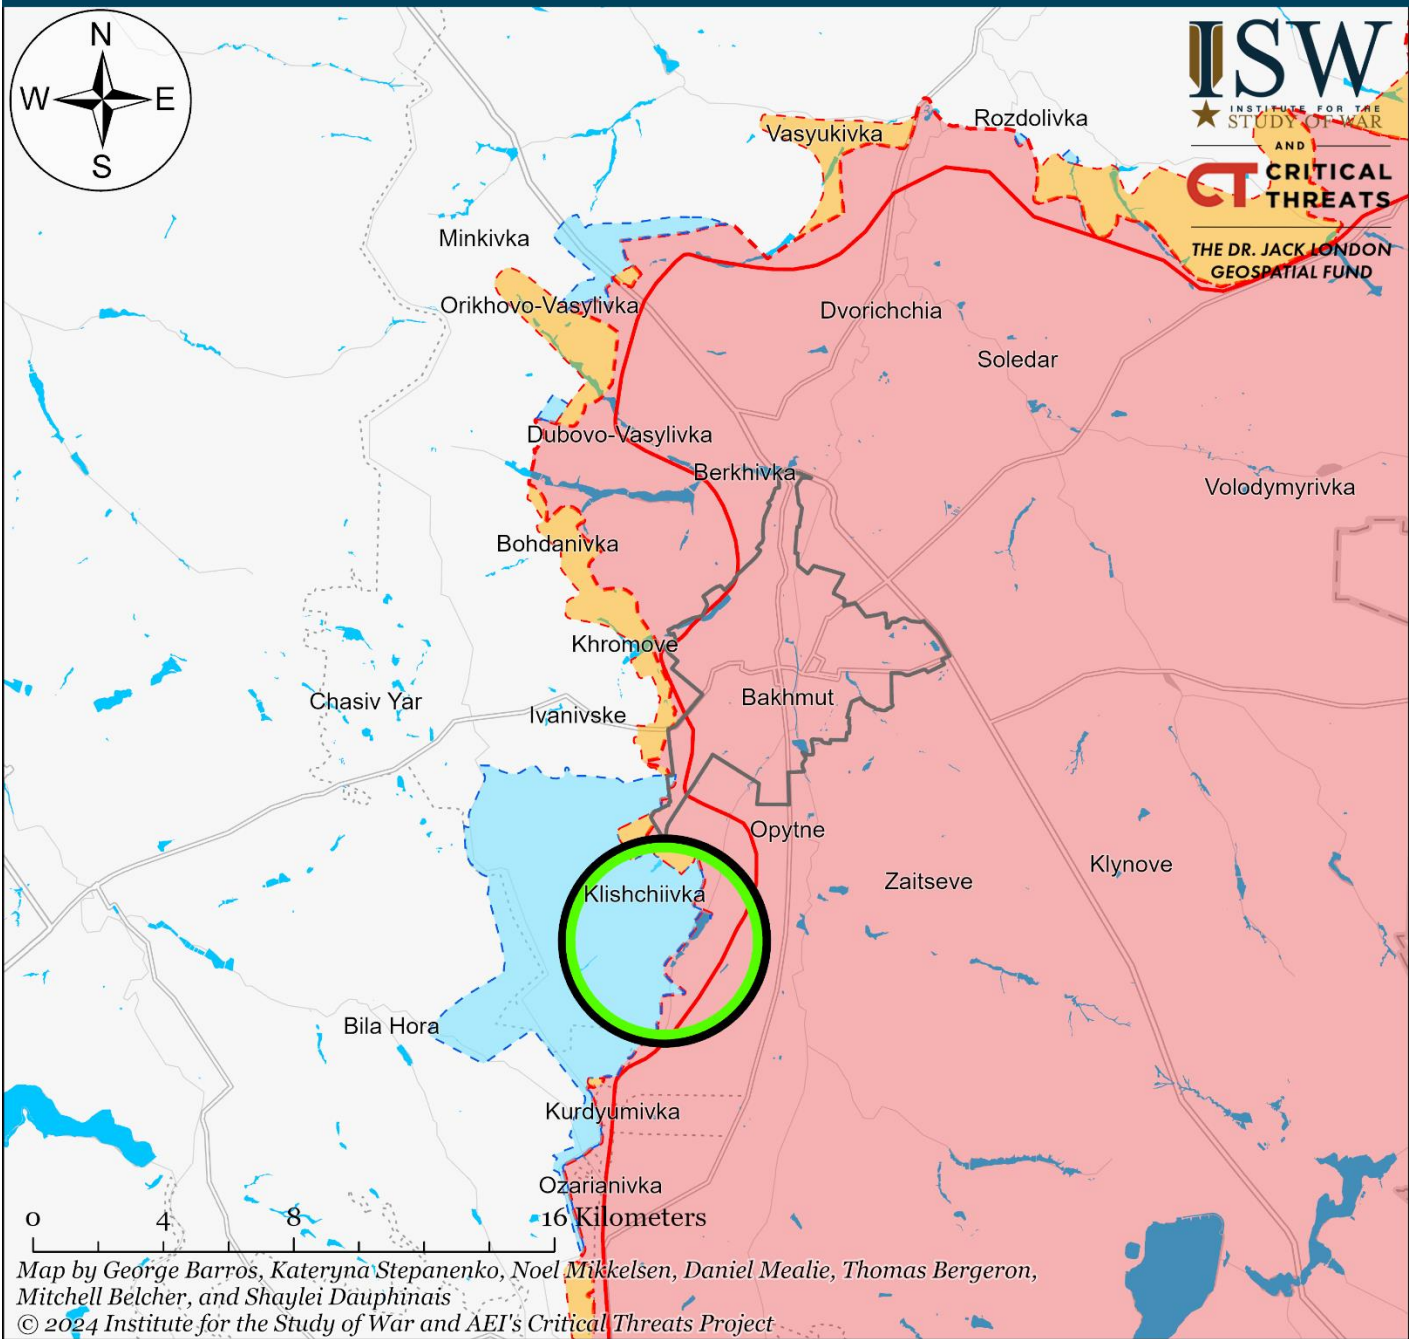 N
W
E
S
ISW
INSTITUTE FOR THE
STUDY OF WAR
AND
CT CRITICAL
THREATS
THE DR. JACK LONDON
GEOSPATIAL FUND
Rozdolivka
Vasyukivka
Minkivka
Orikhovo-Vasylivka
Dvorichchia
Soledar
Dubovo-Vasylivka
Berkhivka
Volodymyrivka
Bohdanivka
Khromove
Chasiv Yar
Ivanivske
Bakhmut
Opytne
Klynove
Zaitseve
Klishchiivka
Bila Hora
Kurdyumivka
Ozarianivka
0 4 8 16 Kilometers
Map by George Barros, Kateryna Stepanenko, Noel Mikkelsen, Daniel Mealie, Thomas Bergeron,
Mitchell Belcher, and Shaylei Dauphinais
© 2024 Institute for the Study of War and AEI's Critical Threats Project